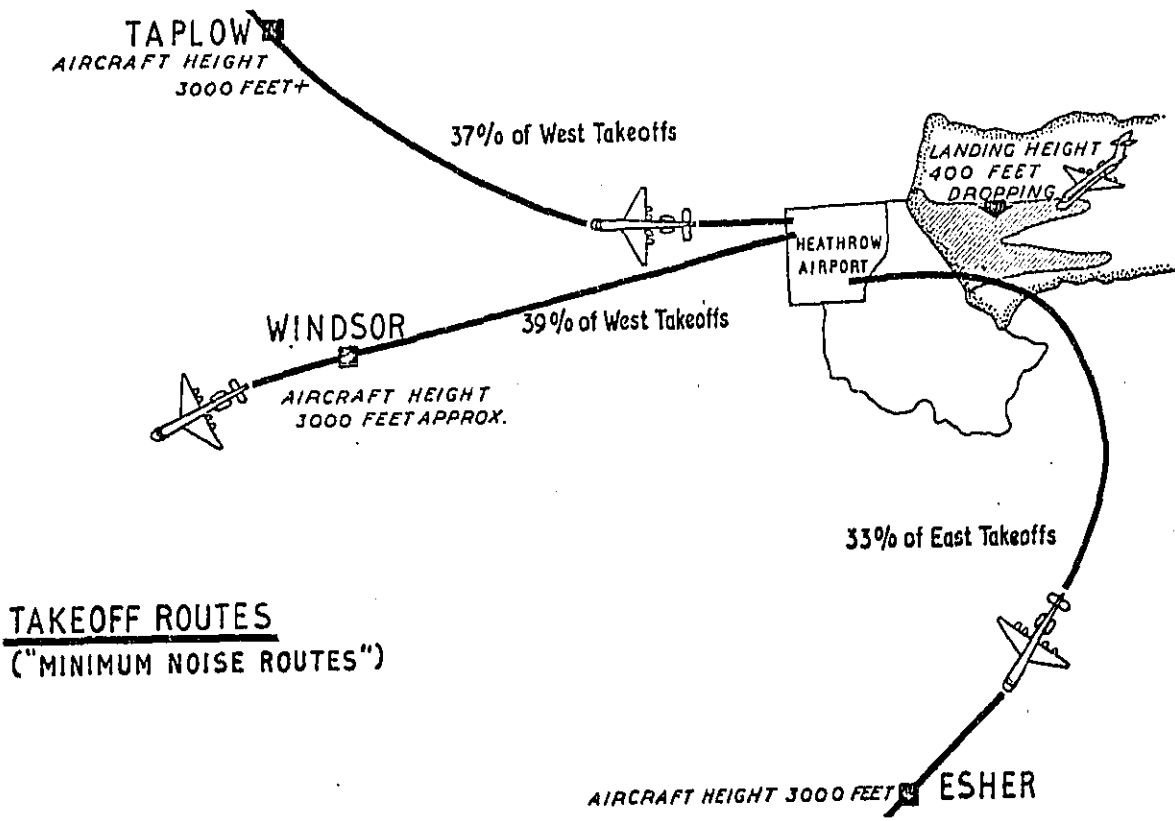 TAPLOW
AIRCRAFT HEIGHT
3000 FEET+
37% of West Takeoffs
LANDING HEIGHT
400 FEET
DROPPING
HEATHROW
AIRPORT
WINDSOR
39% of West Takeoffs
AIRCRAFT HEIGHT
3000 FEET APPROX.
33% of East Takeoffs
TAKEOFF ROUTES
("MINIMUM NOISE ROUTES")
AIRCRAFT HEIGHT 3000 FEET
ESHER